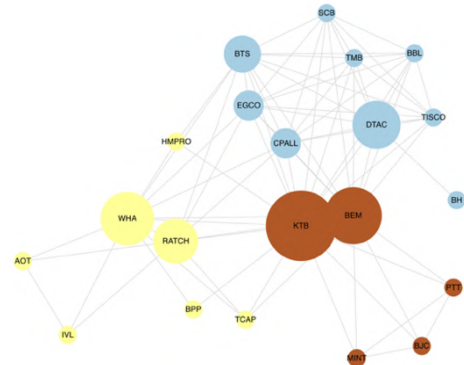 SCB
BTS
TMB
BBL
EGCO
DTAC
TISCO
HMPRO
CPALL
BH
WHA
KTB
BEM
RATCH
AOT
PTT
BPP
TCAP
IVL
BJC
MINT